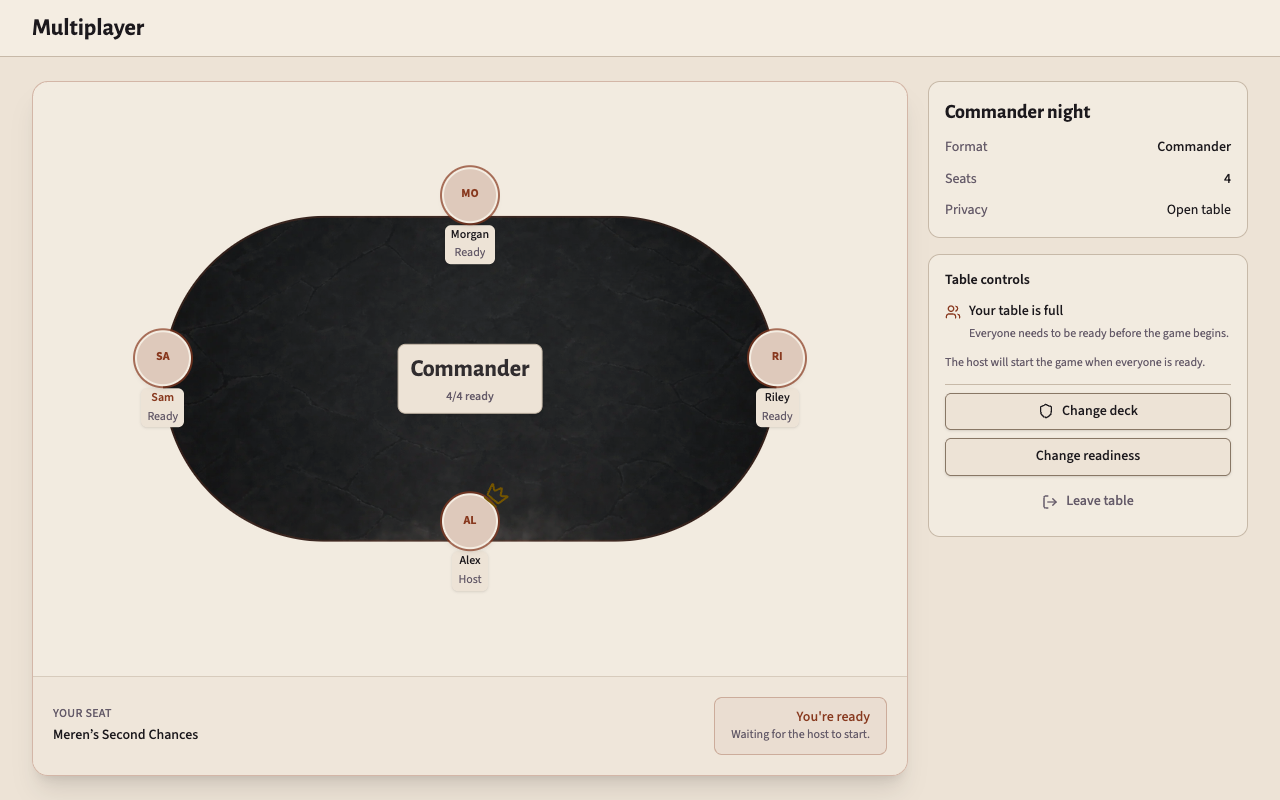 Multiplayer
MO
Morgan
Ready
SA
Sam
Ready
Commander
4/4 ready
RI
Riley
Ready
AL
Alex
Host
YOUR SEAT
Meren’s Second Chances
You're ready
Waiting for the host to start.
Commander night
Format Commander
Seats 4
Privacy Open table
Table controls
Your table is full
Everyone needs to be ready before the game begins.
The host will start the game when everyone is ready.
Change deck
Change readiness
Leave table